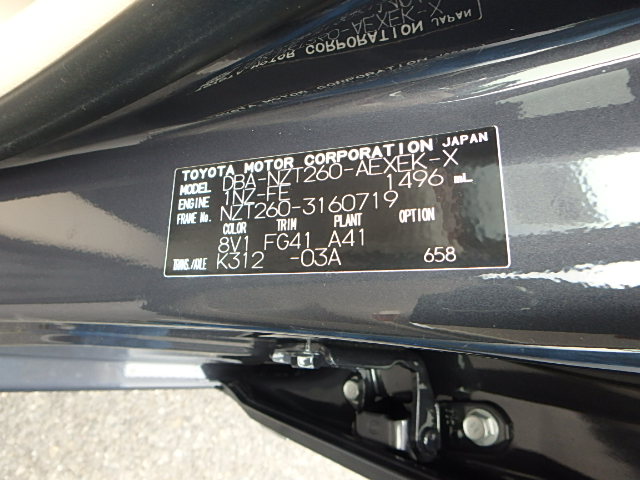 TOYOTA MOTOR CORPORATION JAPAN
MODEL DBA-NZT260-AEXEK-X
ENGINE 1NZ-FE 1496 mL
FRAME No. NZT260-3160719
COLOR TRIM PLANT OPTION
8V1 FG41 A41
TRANS./AXLE K312 -03A 658